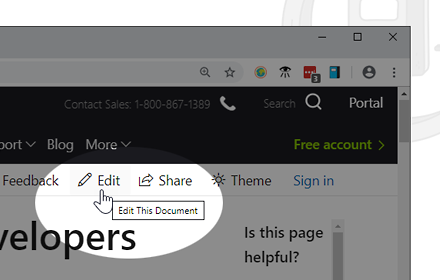 3
Contact Sales: 1-800-867-1389 Search Portal
port Blog More Free account
Feedback Edit Share Theme Sign in
Edit This Document
velopers Is this page
helpful?